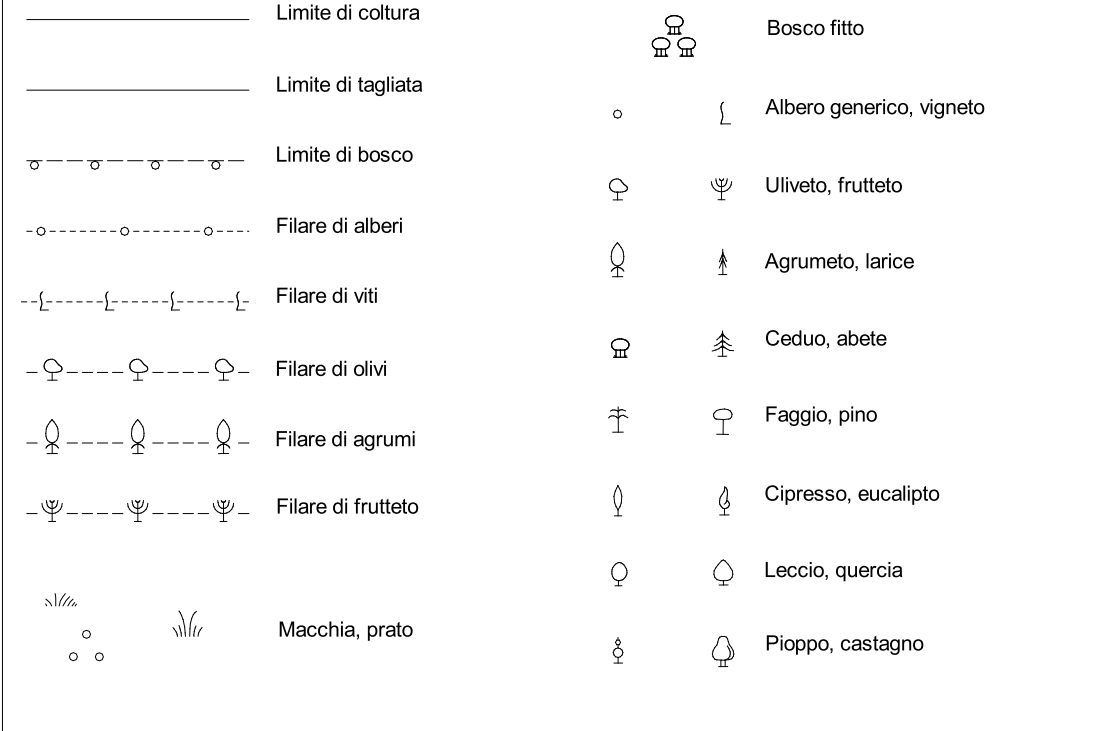 Limite di coltura
Limite di tagliata
Limite di bosco
Filare di alberi
Filare di viti
Filare di olivi
Filare di agrumi
Filare di frutteto
Macchia, prato
Bosco fitto
Albero generico, vigneto
Uliveto, frutteto
Agrumeto, larice
Ceduo, abete
Faggio, pino
Cipresso, eucalipto
Leccio, quercia
Pioppo, castagno